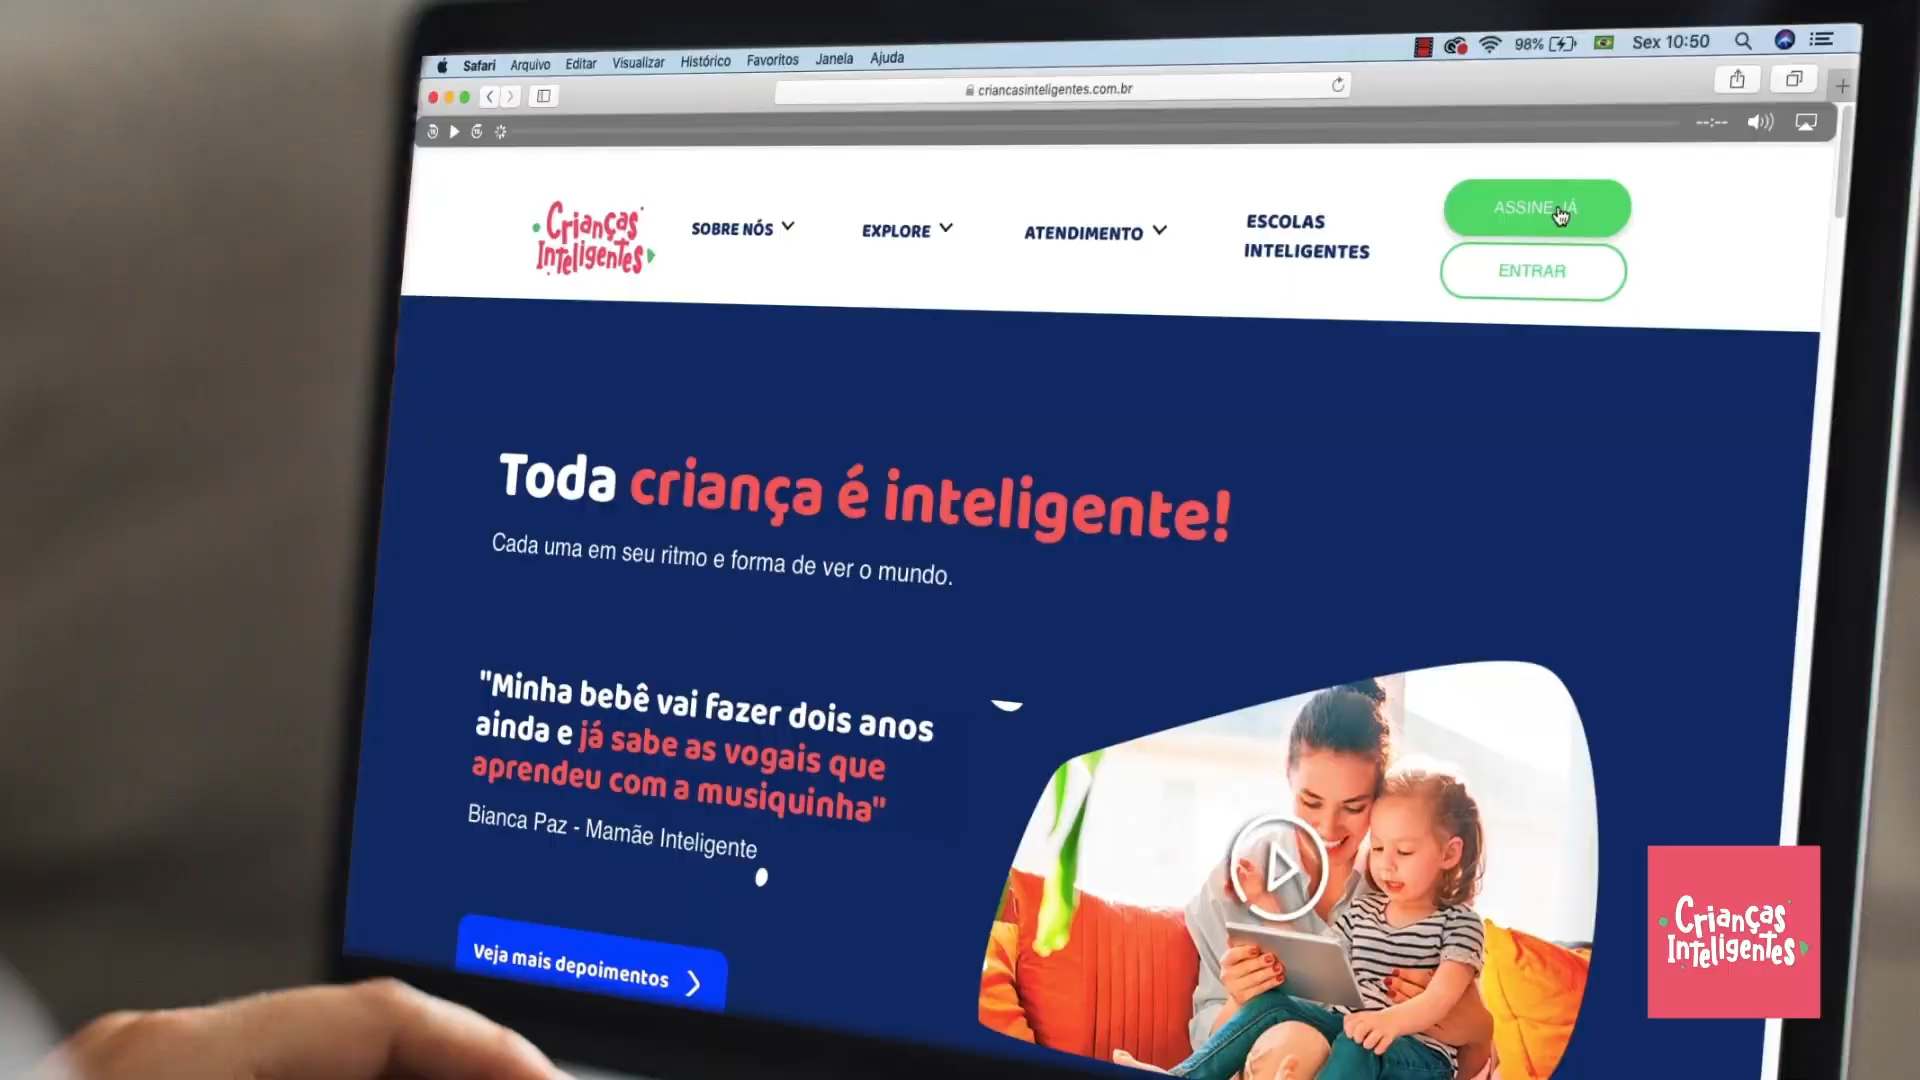 Safari Arquivo Editar Visualizar Histórico Favoritos Janela Ajuda
98% Sex 10:50
criancasinteligentes.com.br
--:--
Crianças
Inteligentes
SOBRE NÓS
EXPLORE
ATENDIMENTO
ESCOLAS
INTELIGENTES
ASSINE JÁ
ENTRAR
Toda criança é inteligente!
Cada uma em seu ritmo e forma de ver o mundo.
"Minha bebê vai fazer dois anos
ainda e já sabe as vogais que
aprendeu com a musiquinha"
Bianca Paz - Mamãe Inteligente
Veja mais depoimentos
Crianças
Inteligentes